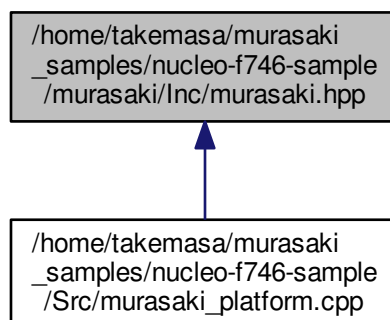 /home/takemasa/murasaki
_samples/nucleo-f746-sample
/murasaki/Inc/murasaki.hpp
/home/takemasa/murasaki
_samples/nucleo-f746-sample
/Src/murasaki_platform.cpp